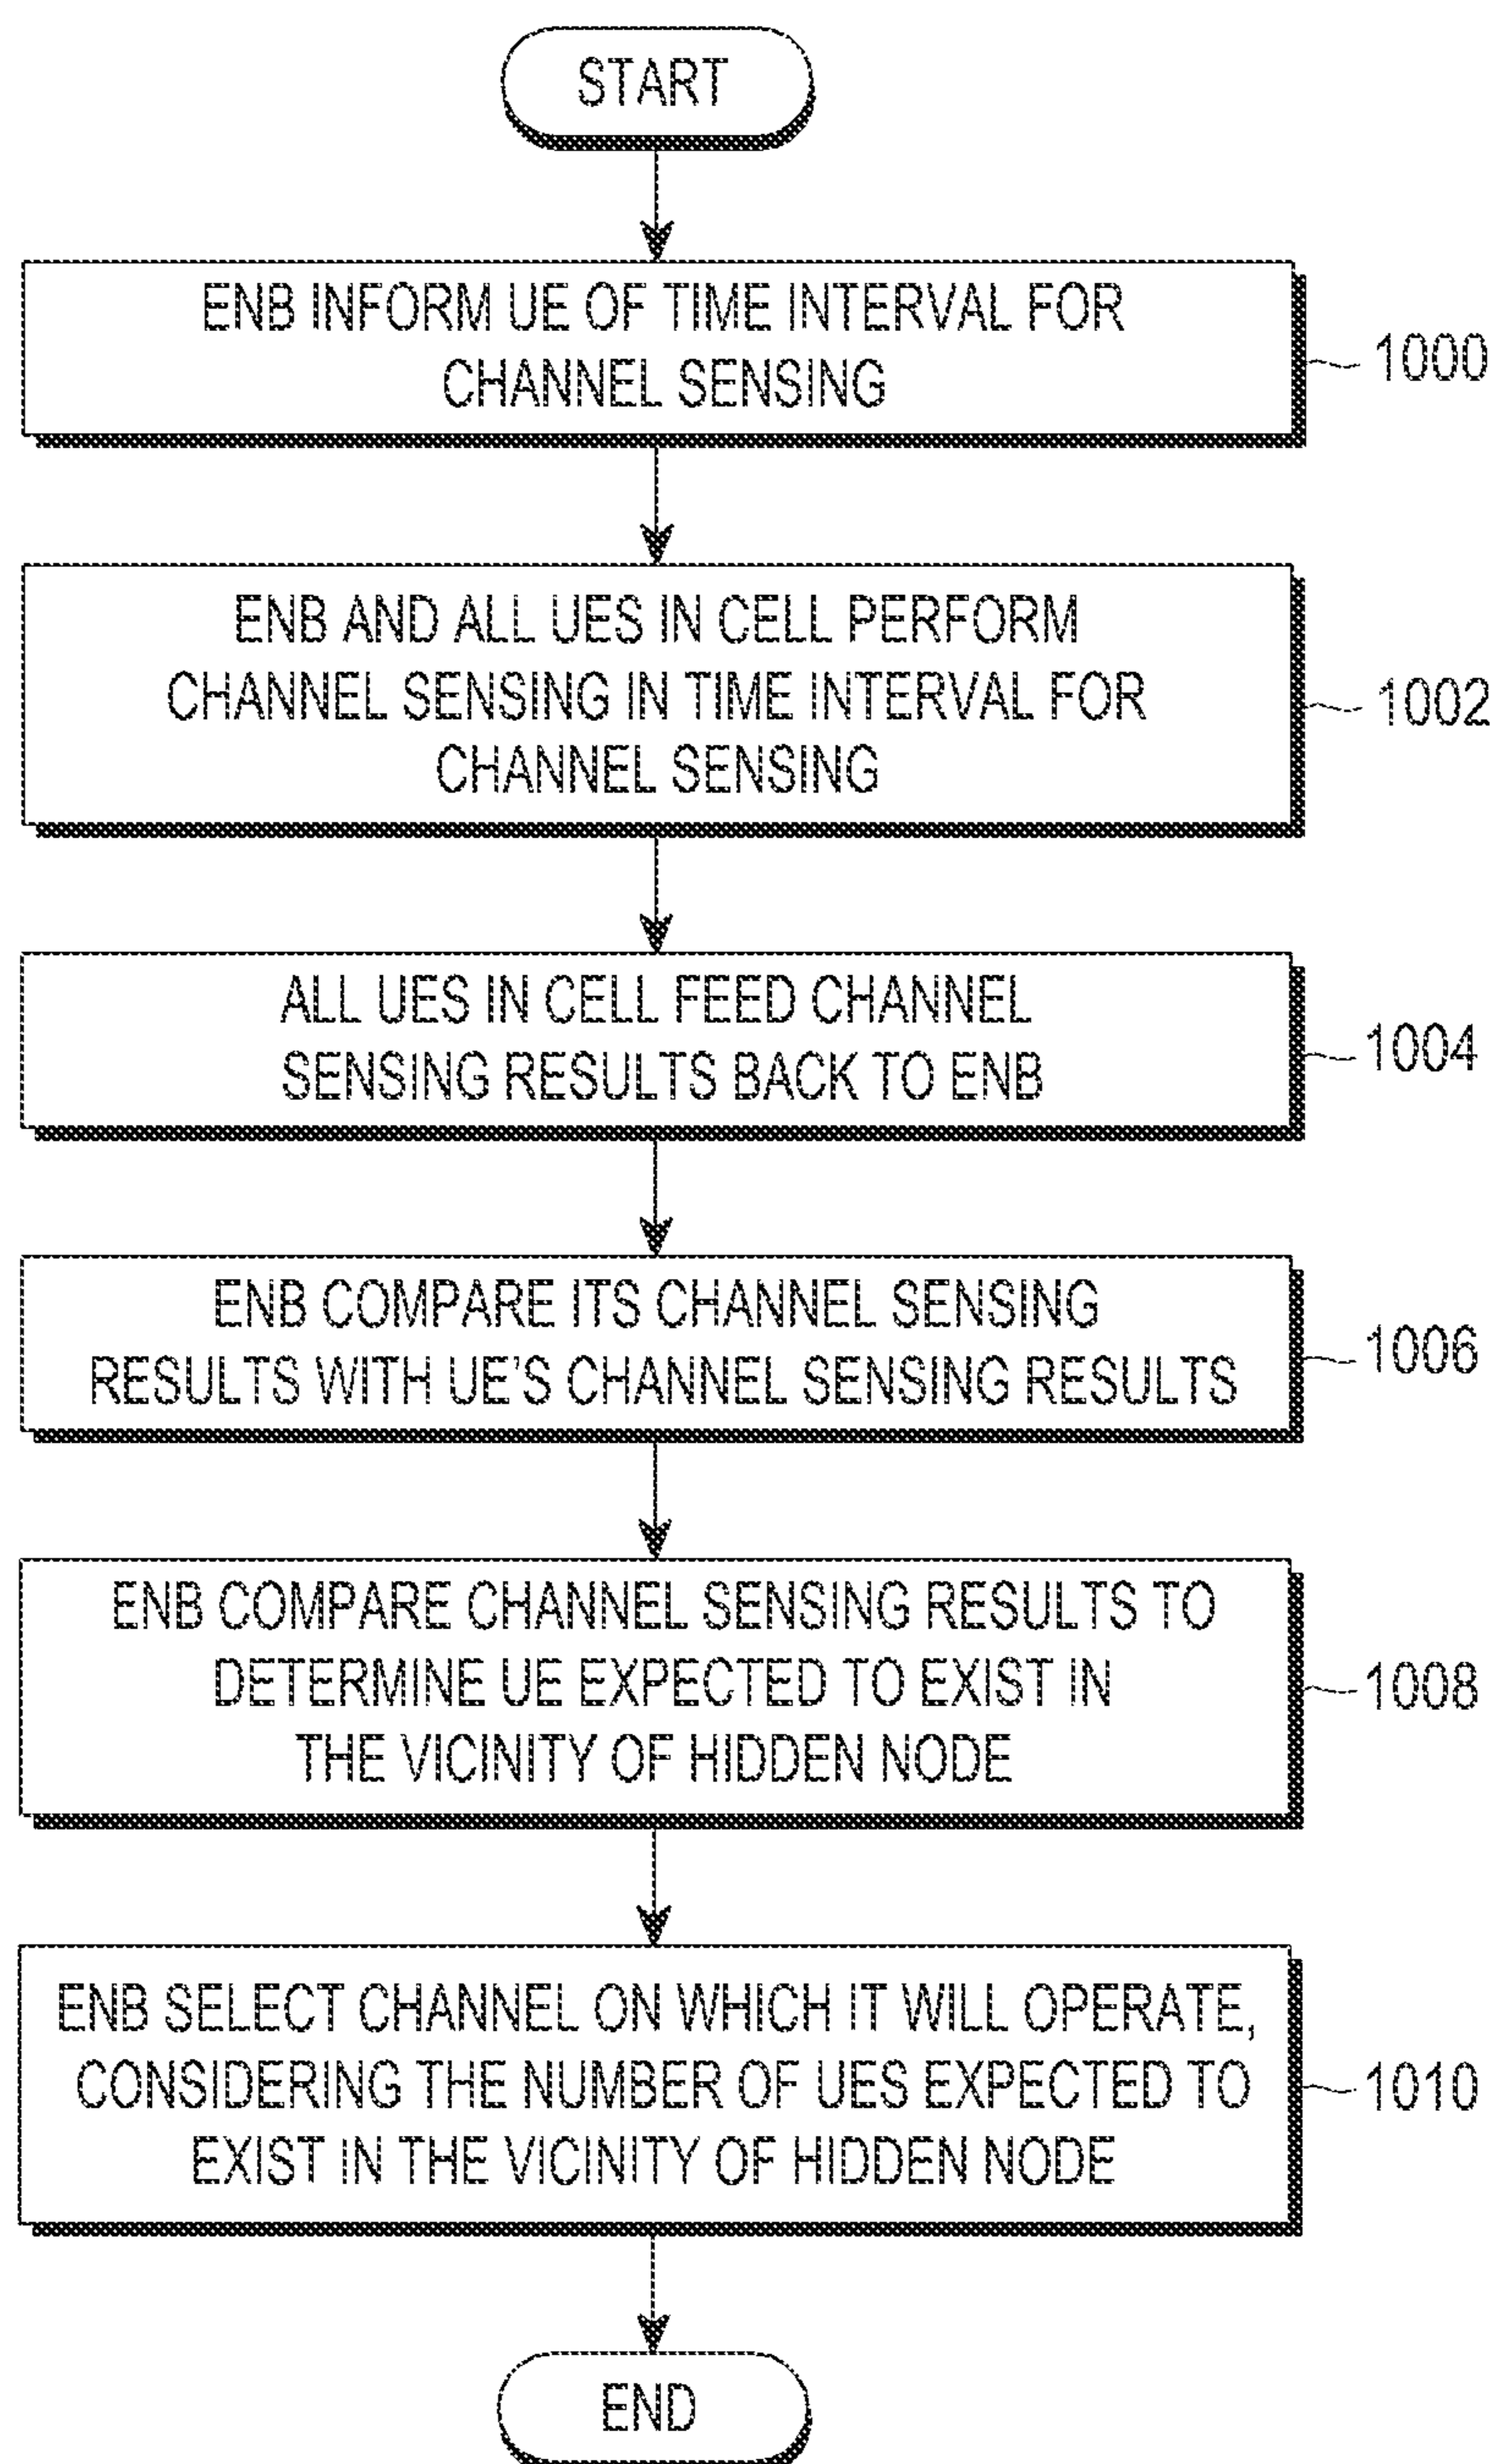 START
ENB INFORM UE OF TIME INTERVAL FOR
CHANNEL SENSING
1000
ENB AND ALL UES IN CELL PERFORM
CHANNEL SENSING IN TIME INTERVAL FOR
CHANNEL SENSING
1002
ALL UES IN CELL FEED CHANNEL
SENSING RESULTS BACK TO ENB
1004
ENB COMPARE ITS CHANNEL SENSING
RESULTS WITH UE'S CHANNEL SENSING RESULTS
1006
ENB COMPARE CHANNEL SENSING RESULTS TO
DETERMINE UE EXPECTED TO EXIST IN
THE VICINITY OF HIDDEN NODE
1008
ENB SELECT CHANNEL ON WHICH IT WILL OPERATE,
CONSIDERING THE NUMBER OF UES EXPECTED TO
EXIST IN THE VICINITY OF HIDDEN NODE
1010
END